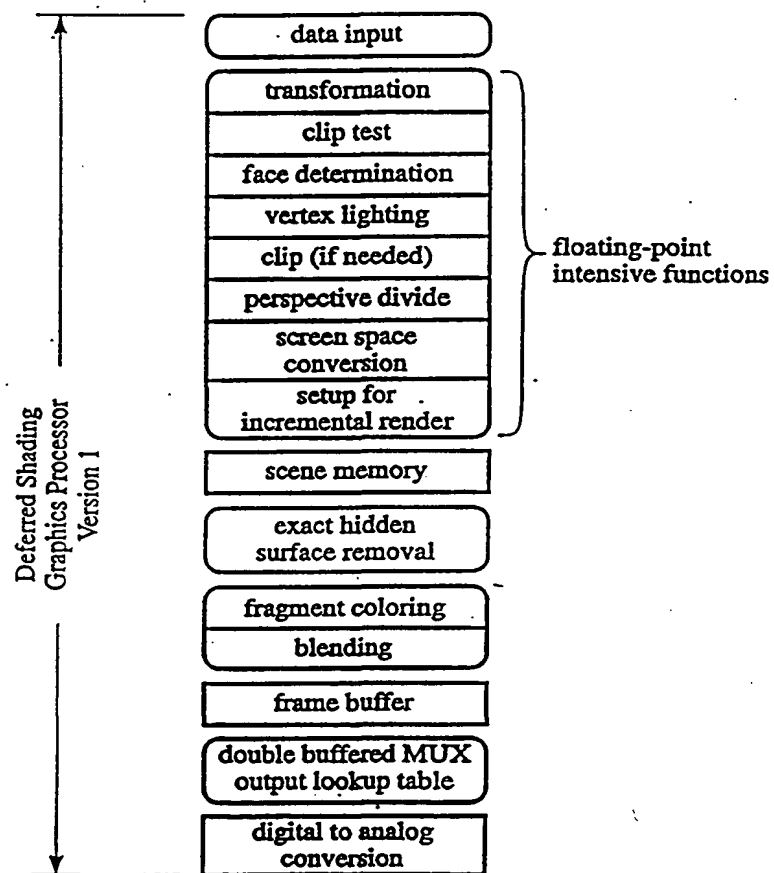 data input
transformation
clip test
face determination
vertex lighting
clip (if needed)
perspective divide
screen space
conversion
setup for
incremental render
floating-point
intensive functions
scene memory
exact hidden
surface removal
fragment coloring
blending
frame buffer
double buffered MUX
output lookup table
digital to analog
conversion
Deferred Shading
Graphics Processor
Version 1